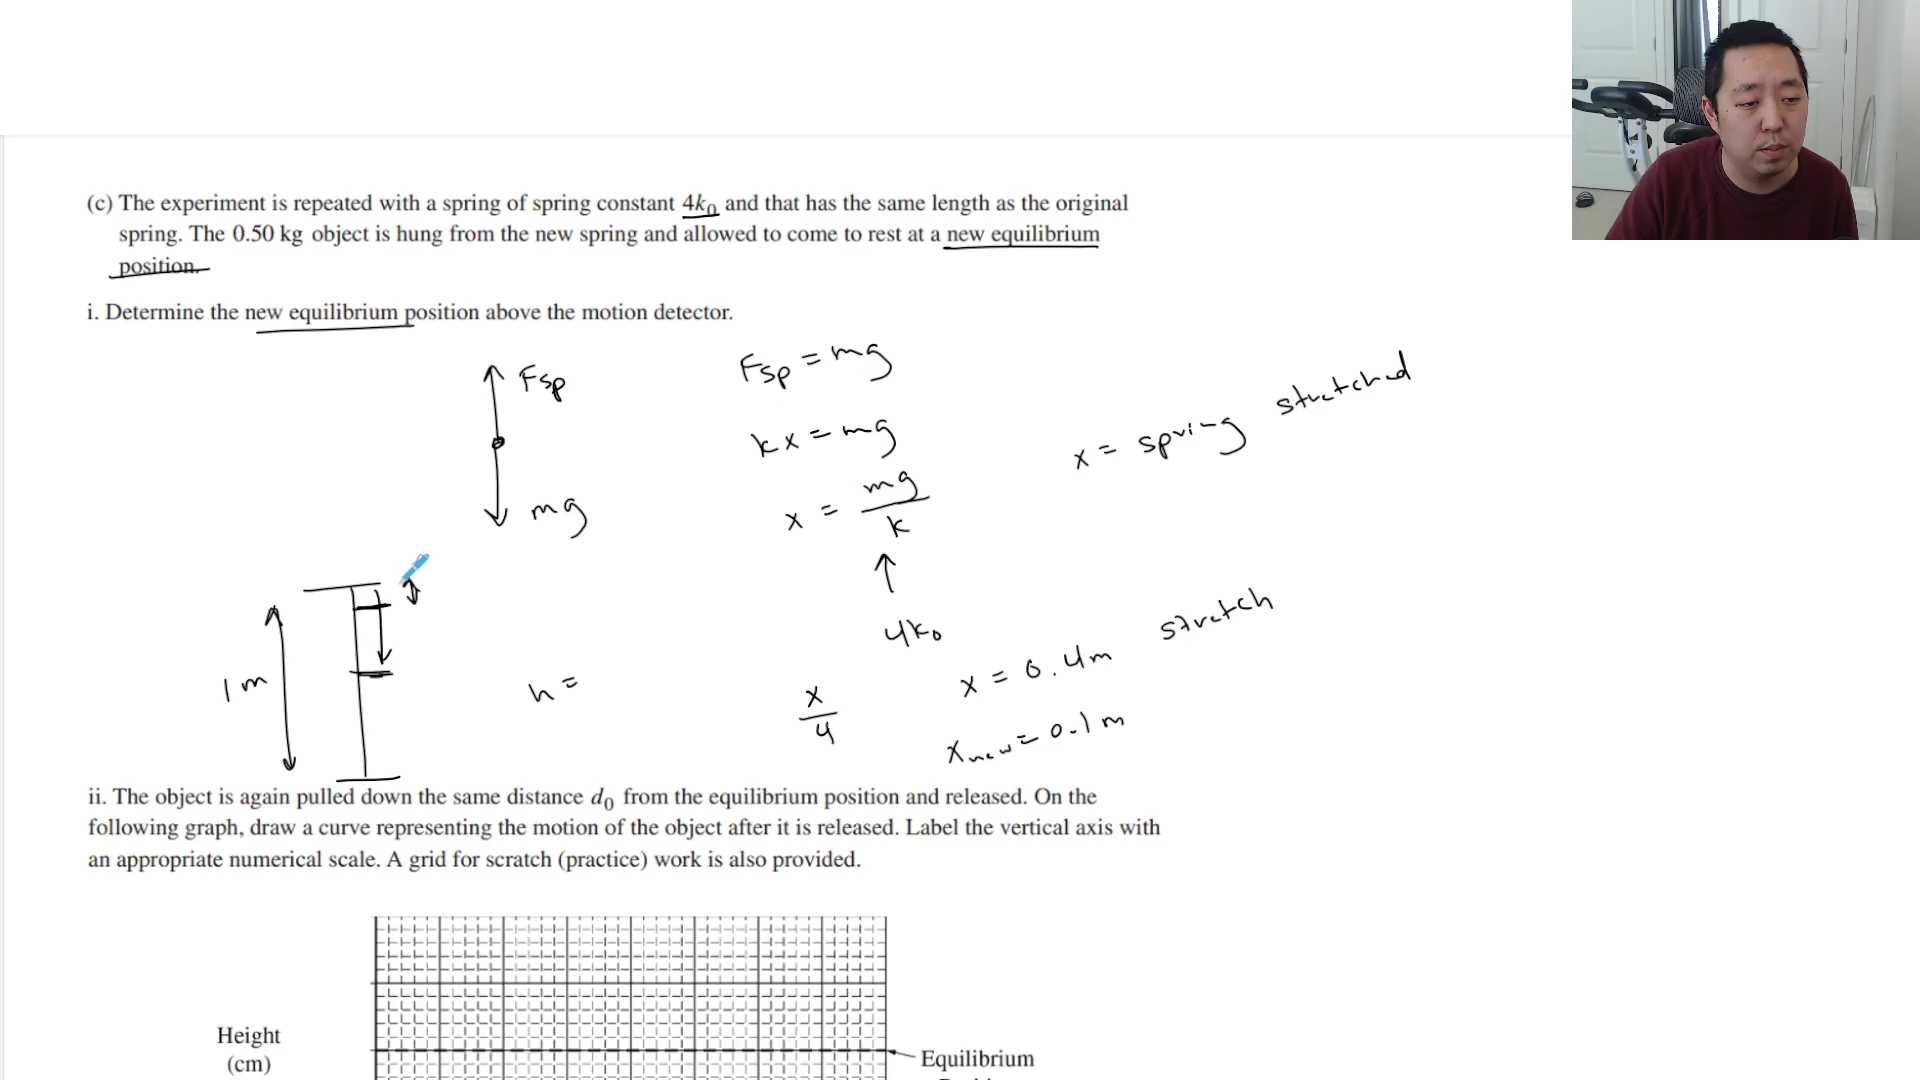 (c) The experiment is repeated with a spring of spring constant 4k₀ and that has the same length as the original
spring. The 0.50 kg object is hung from the new spring and allowed to come to rest at a new equilibrium
position.
i. Determine the new equilibrium position above the motion detector.
Fsp
mg
Fsp = mg
kx = mg
x = mg/k
4k₀
x = spring stretched
1 m
h =
x/4
x = 0.4m stretch
xnew = 0.1 m
ii. The object is again pulled down the same distance d₀ from the equilibrium position and released. On the
following graph, draw a curve representing the motion of the object after it is released. Label the vertical axis with
an appropriate numerical scale. A grid for scratch (practice) work is also provided.
Height
(cm)
Equilibrium